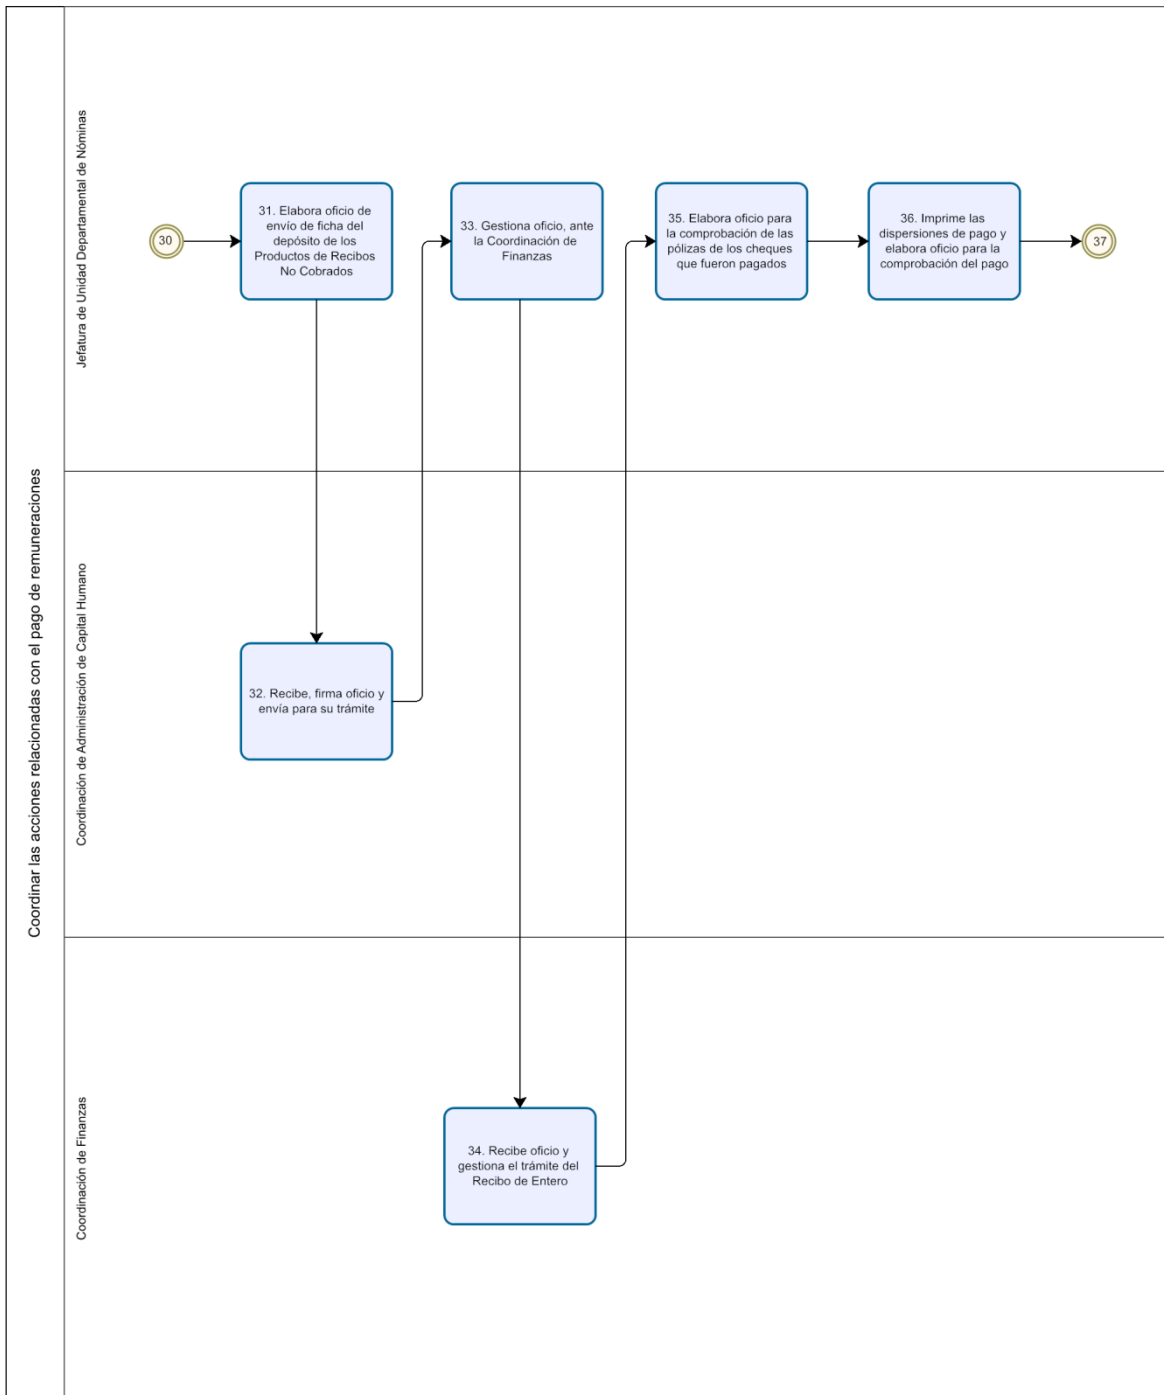 Coordinar las acciones relacionadas con el pago de remuneraciones
Jefatura de Unidad Departamental de Nóminas
30
31. Elabora oficio de
envío de ficha del
depósito de los
Productos de Recibos
No Cobrados
33. Gestiona oficio, ante
la Coordinación de
Finanzas
35. Elabora oficio para
la comprobación de las
pólizas de los cheques
que fueron pagados
36. Imprime las
dispersiones de pago y
elabora oficio para la
comprobación del pago
37
Coordinación de Administración de Capital Humano
32. Recibe, firma oficio y
envía para su trámite
Coordinación de Finanzas
34. Recibe oficio y
gestiona el trámite del
Recibo de Entero